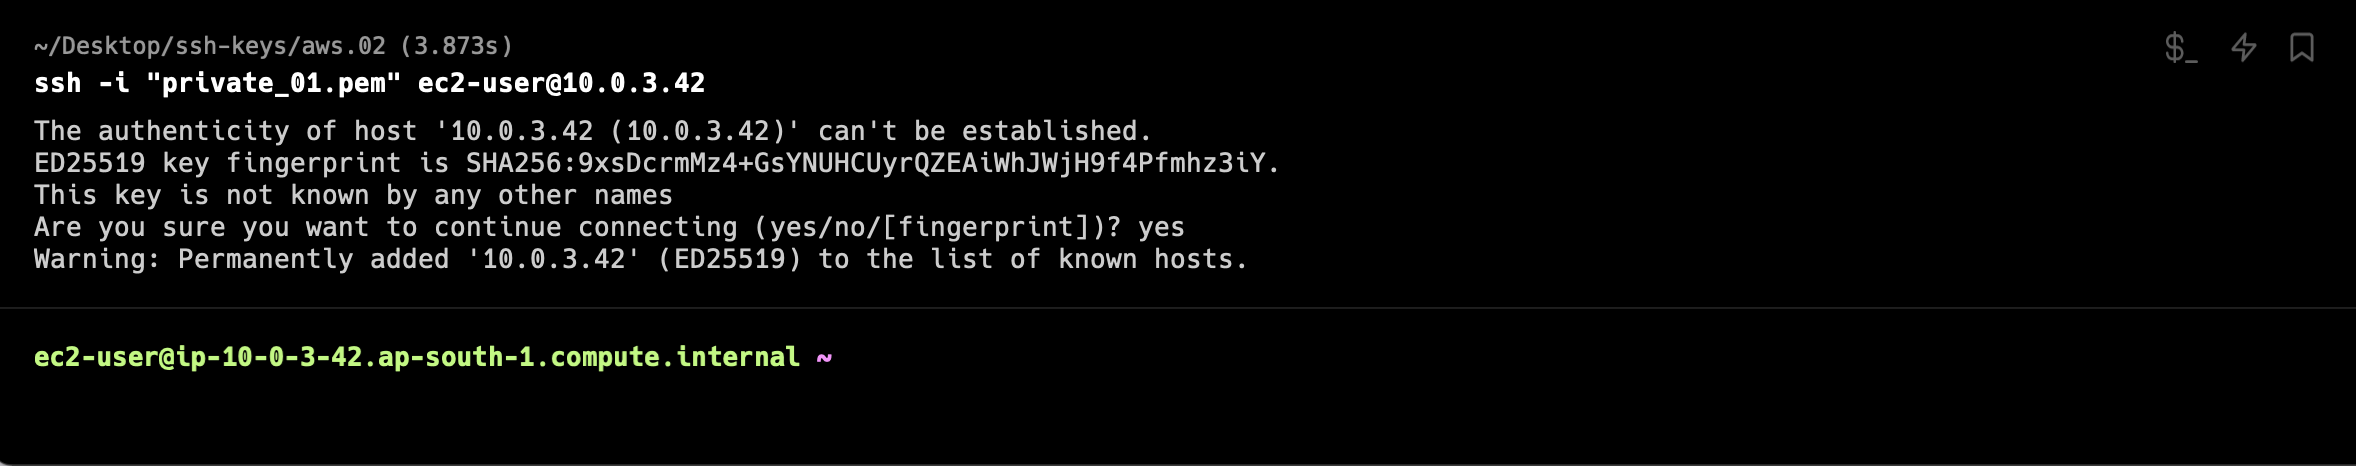 ~/Desktop/ssh-keys/aws.02 (3.873s)
$_
ssh -i "private_01.pem" ec2-user@10.0.3.42
The authenticity of host '10.0.3.42 (10.0.3.42)' can't be established.
ED25519 key fingerprint is SHA256:9xsDcrmMz4+GsYNUHCUyrQZEAiWhJWjH9f4Pfmhz3iY.
This key is not known by any other names
Are you sure you want to continue connecting (yes/no/[fingerprint])? yes
Warning: Permanently added '10.0.3.42' (ED25519) to the list of known hosts.
ec2-user@ip-10-0-3-42.ap-south-1.compute.internal ~